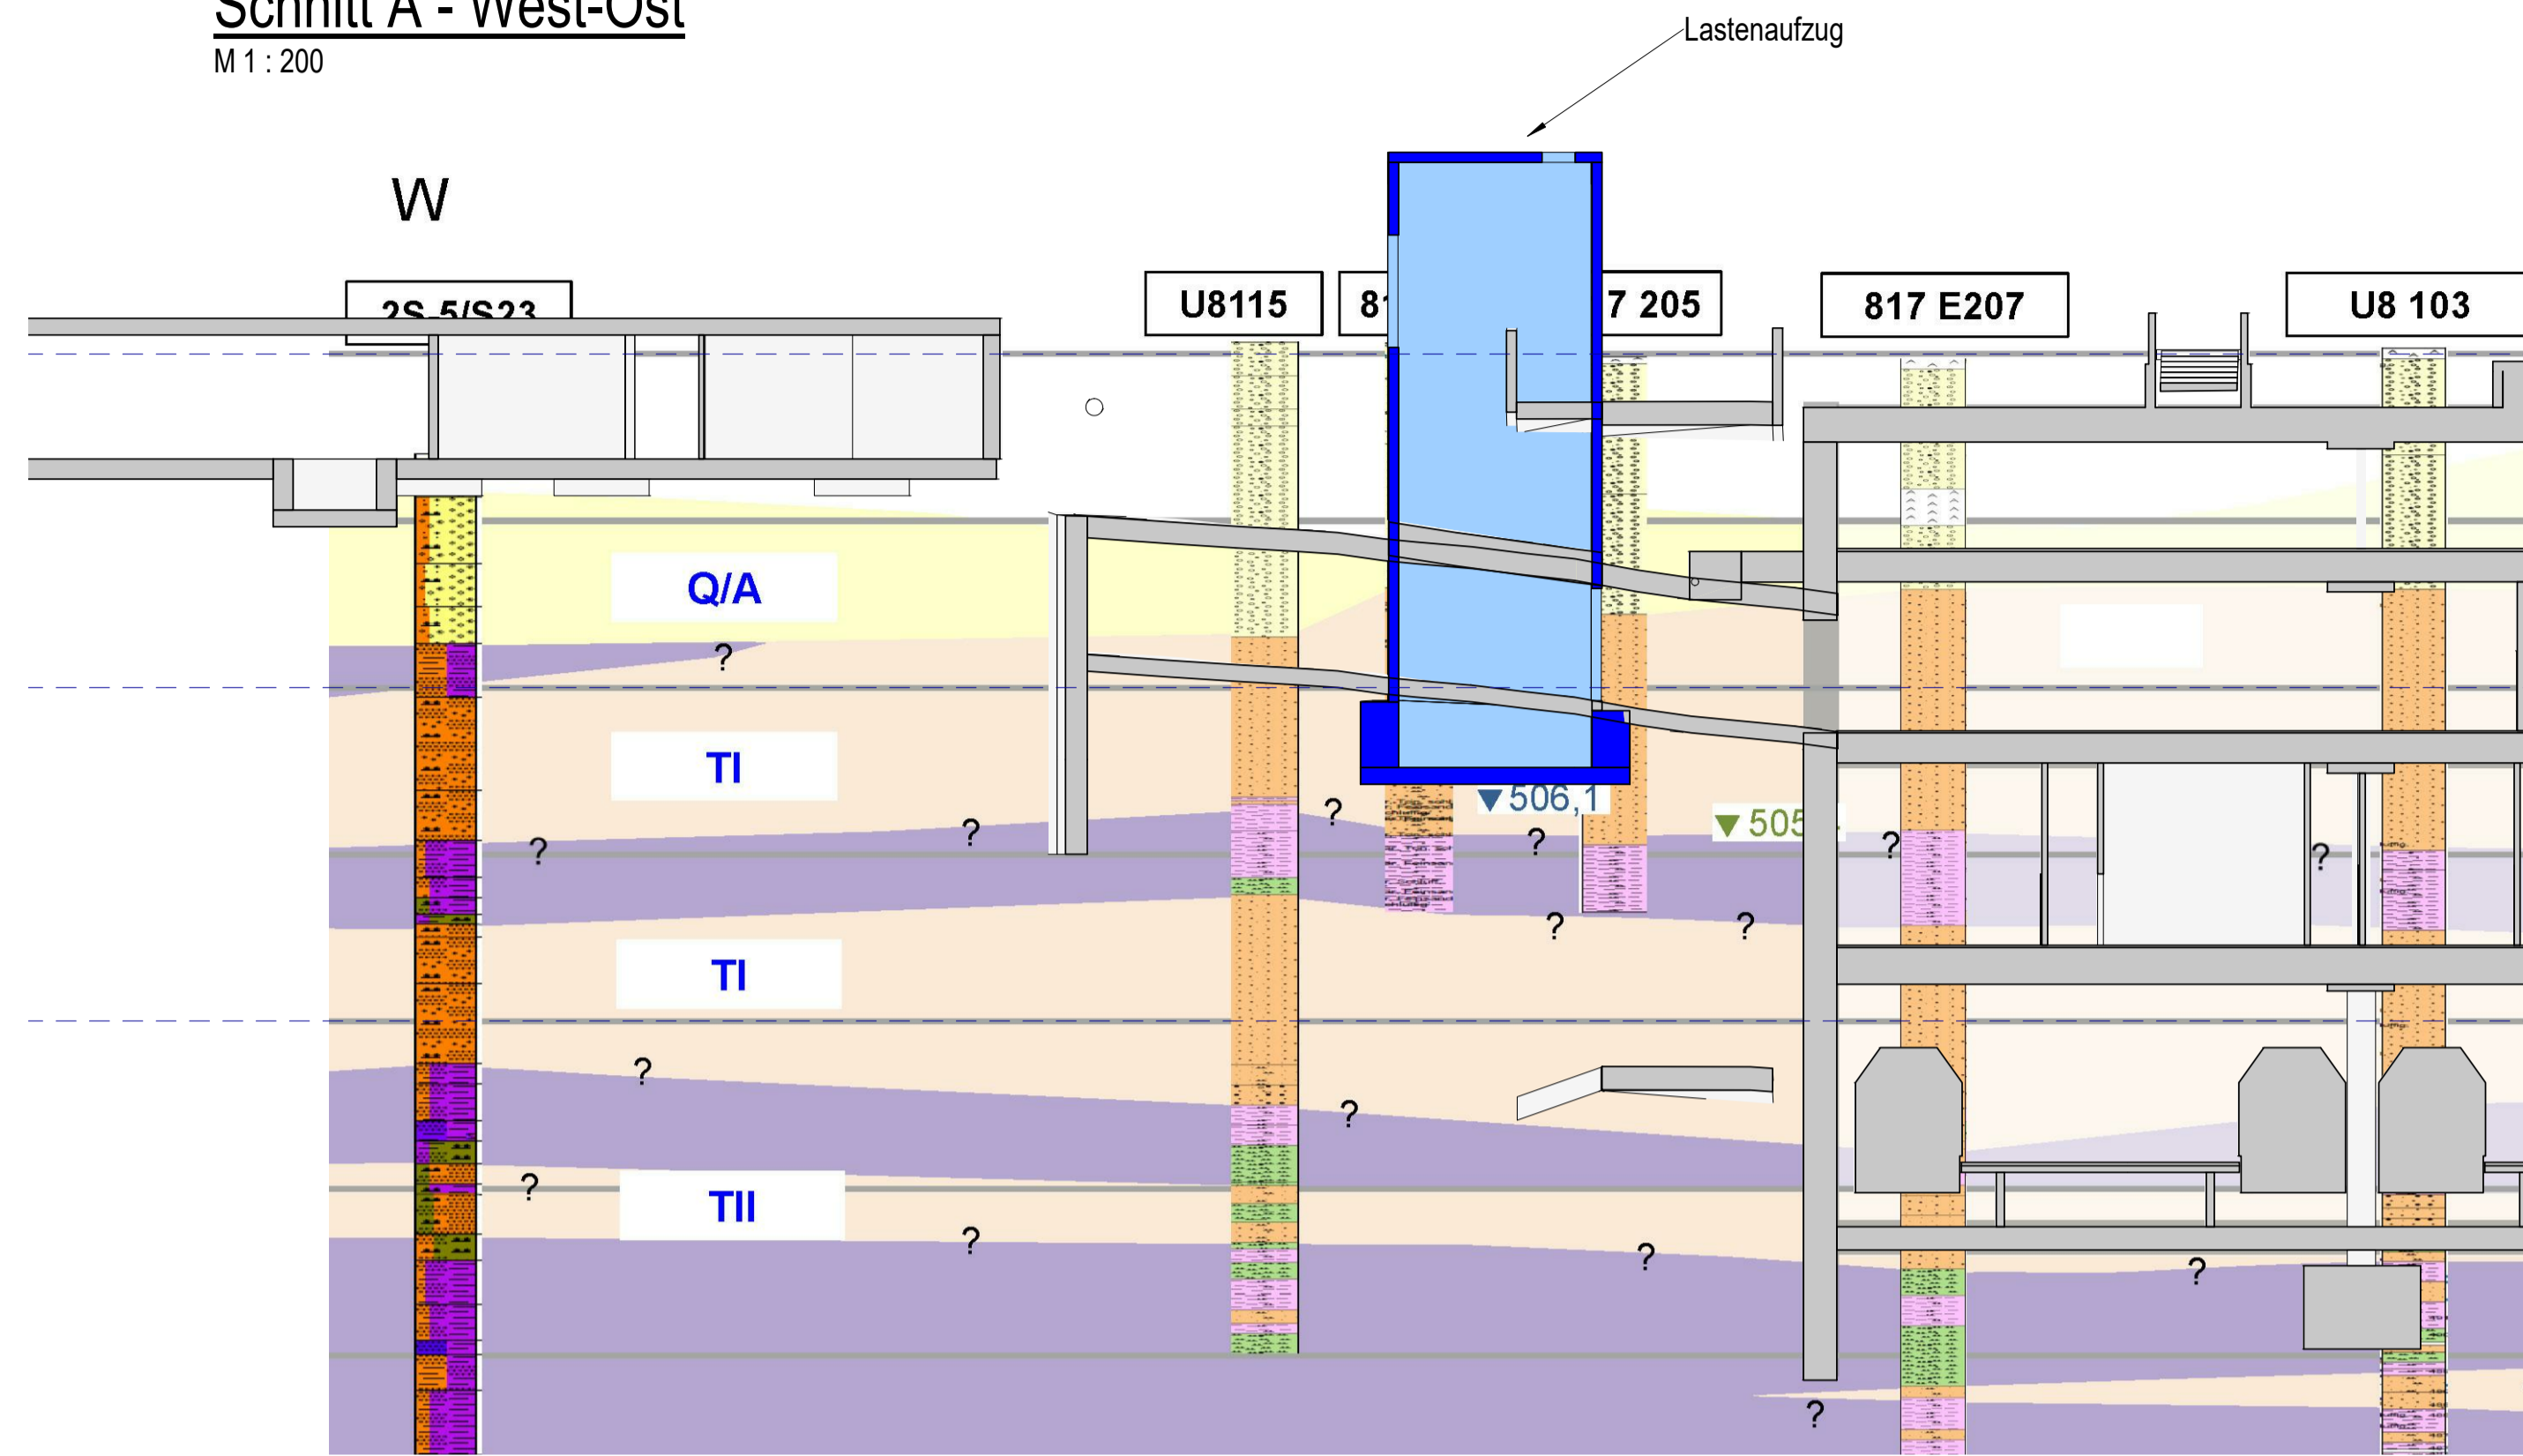 Schnitt A - West-Ost
M 1 : 200
Lastenaufzug
W
2S-5/S23
U8115
7 205
817 E207
U8 103
Q/A
?
TI
506,1
505
?
?
?
?
?
?
TI
?
?
?
?
TII
?
?
?
?
?